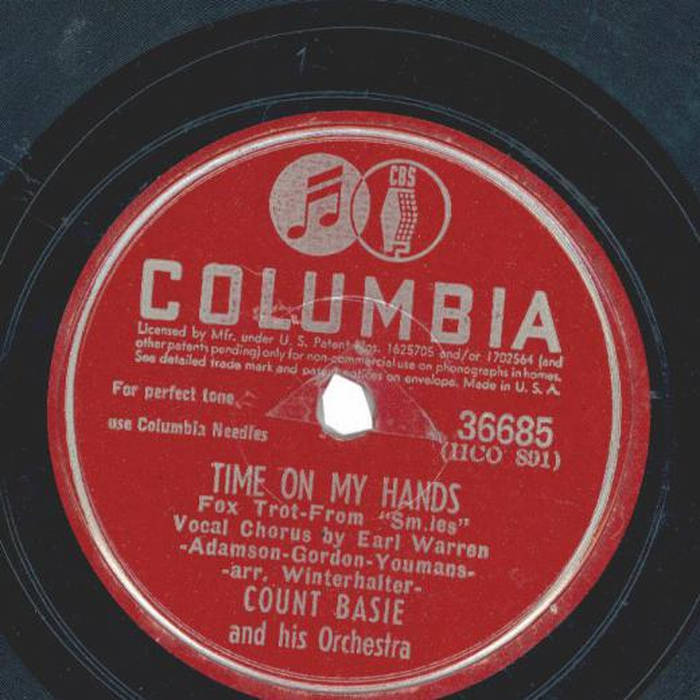 CBS
COLUMBIA
Licensed by Mfr. under U. S. Patent Nos. 1625705 and/or 1702564 (and
other patents pending) only for non-commercial use on phonographs in homes.
See detailed trade mark and patent notices on envelope. Made in U. S. A.
For perfect tone,
use Columbia Needles
36685
(HCO 891)
TIME ON MY HANDS
Fox Trot-From "Smiles"
Vocal Chorus by Earl Warren
-Adamson-Gordon-Youmans-
-arr. Winterhalter-
COUNT BASIE
and his Orchestra